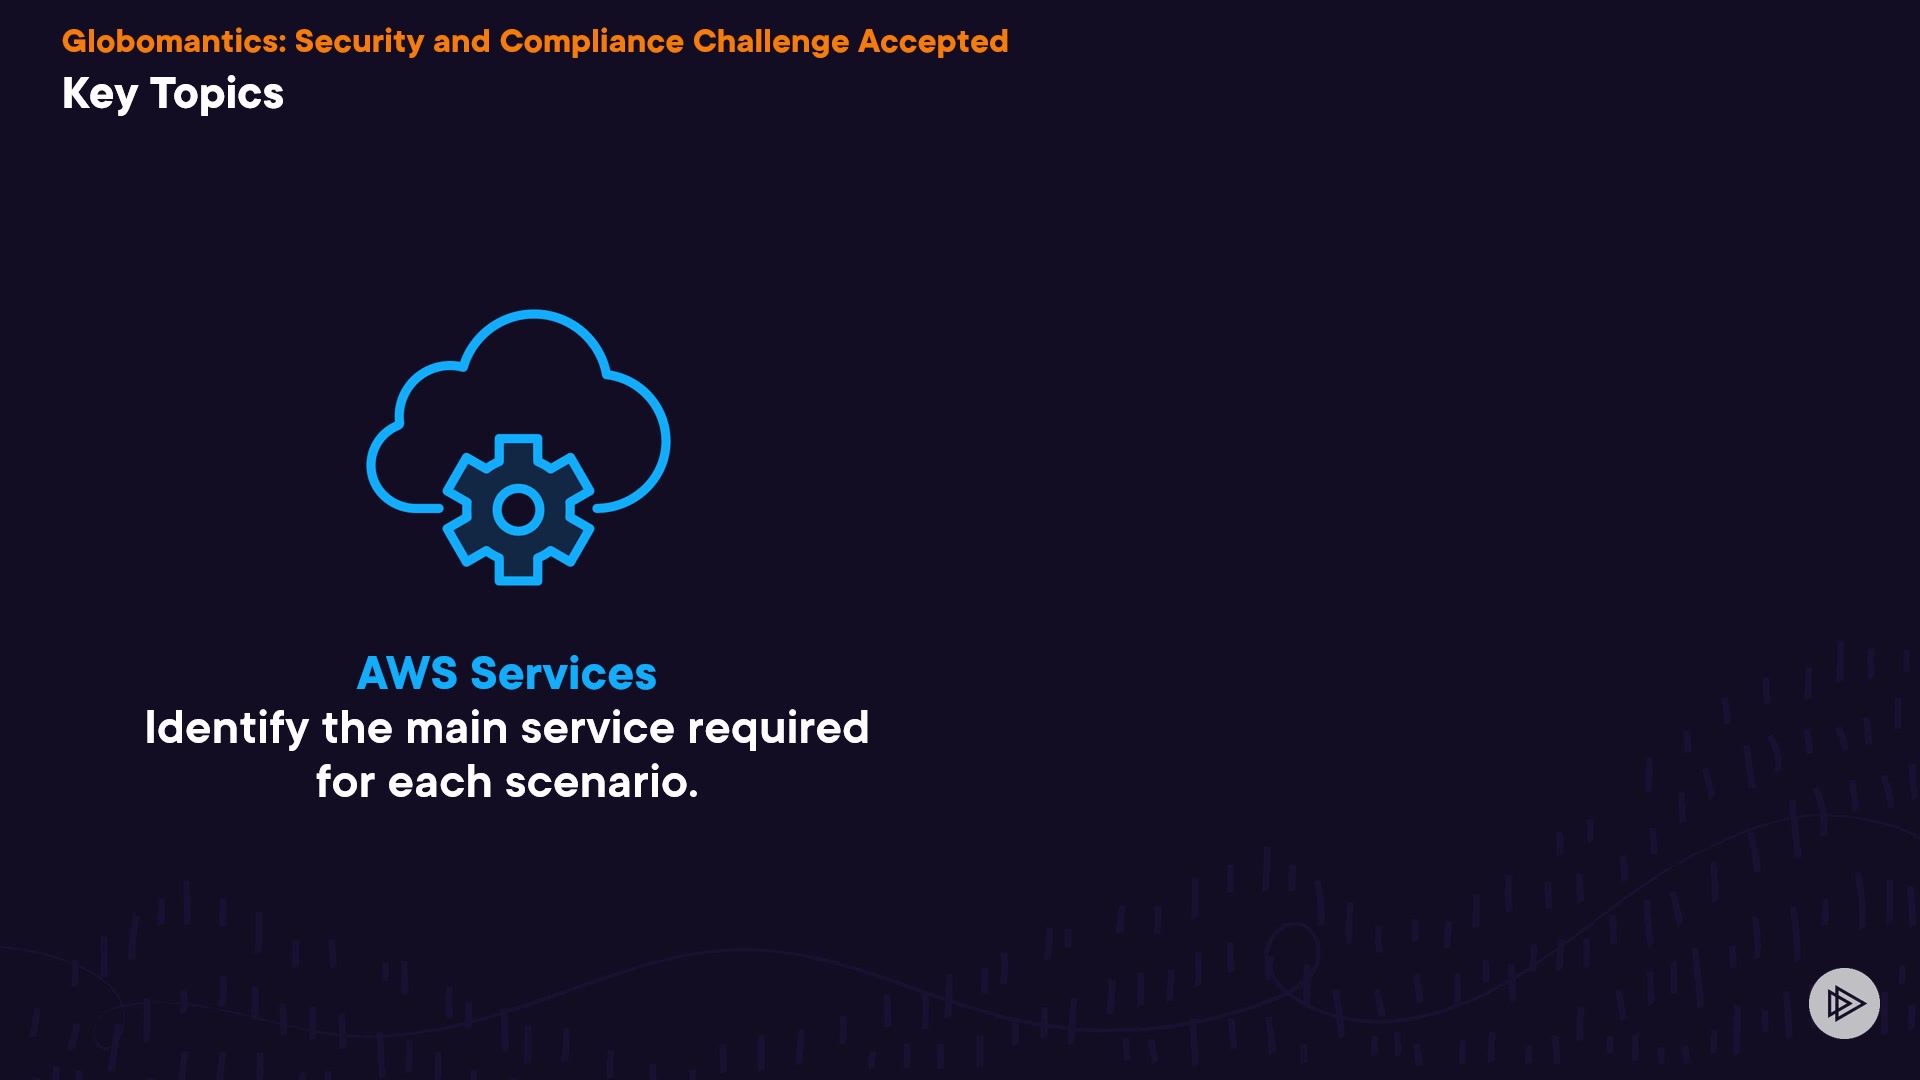 Globomantics: Security and Compliance Challenge Accepted
Key Topics
AWS Services
Identify the main service required
for each scenario.